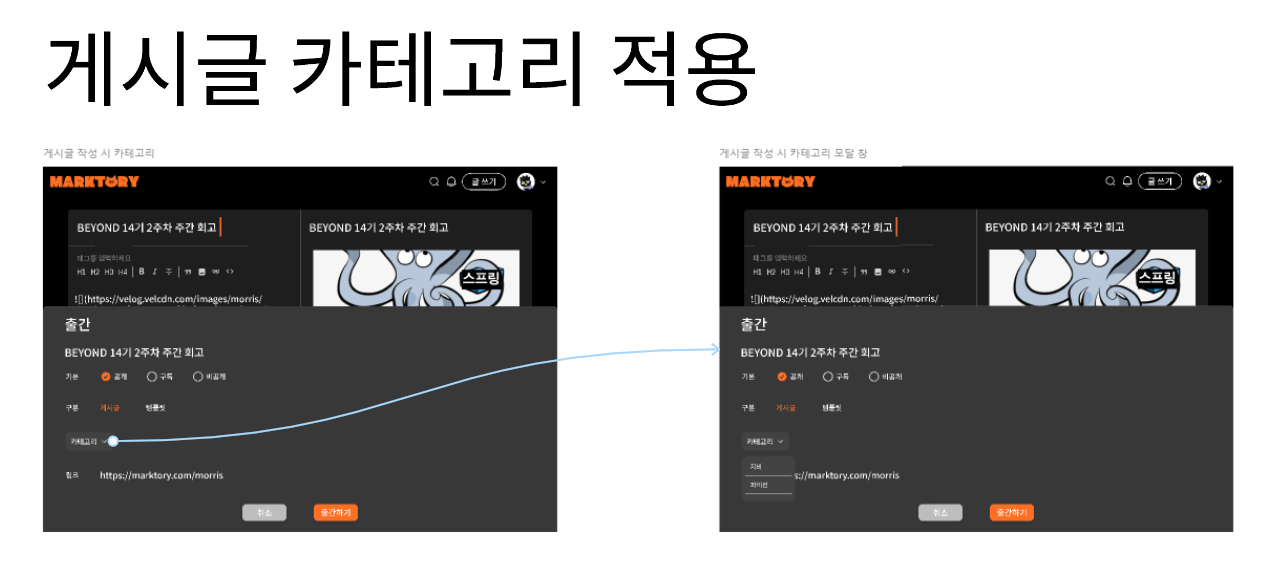 게시글 카테고리 적용
게시글 작성 시 카테고리
MARKTORY
글 쓰기
BEYOND 14기 2주차 주간 회고
BEYOND 14기 2주차 주간 회고
태그를 입력하세요
H1 H2 H3 H4 B I
스프링
![](https://velog.velcdn.com/images/morris/
출간
BEYOND 14기 2주차 주간 회고
기본 공개 구독 비공개
구분 게시글 템플릿
카테고리
링크 https://marktory.com/morris
취소 출간하기
게시글 작성 시 카테고리 모달 창
MARKTORY
글 쓰기
BEYOND 14기 2주차 주간 회고
BEYOND 14기 2주차 주간 회고
태그를 입력하세요
H1 H2 H3 H4 B I
스프링
![](https://velog.velcdn.com/images/morris/
출간
BEYOND 14기 2주차 주간 회고
기본 공개 구독 비공개
구분 게시글 템플릿
카테고리
자바
s://marktory.com/morris
파이썬
취소 출간하기